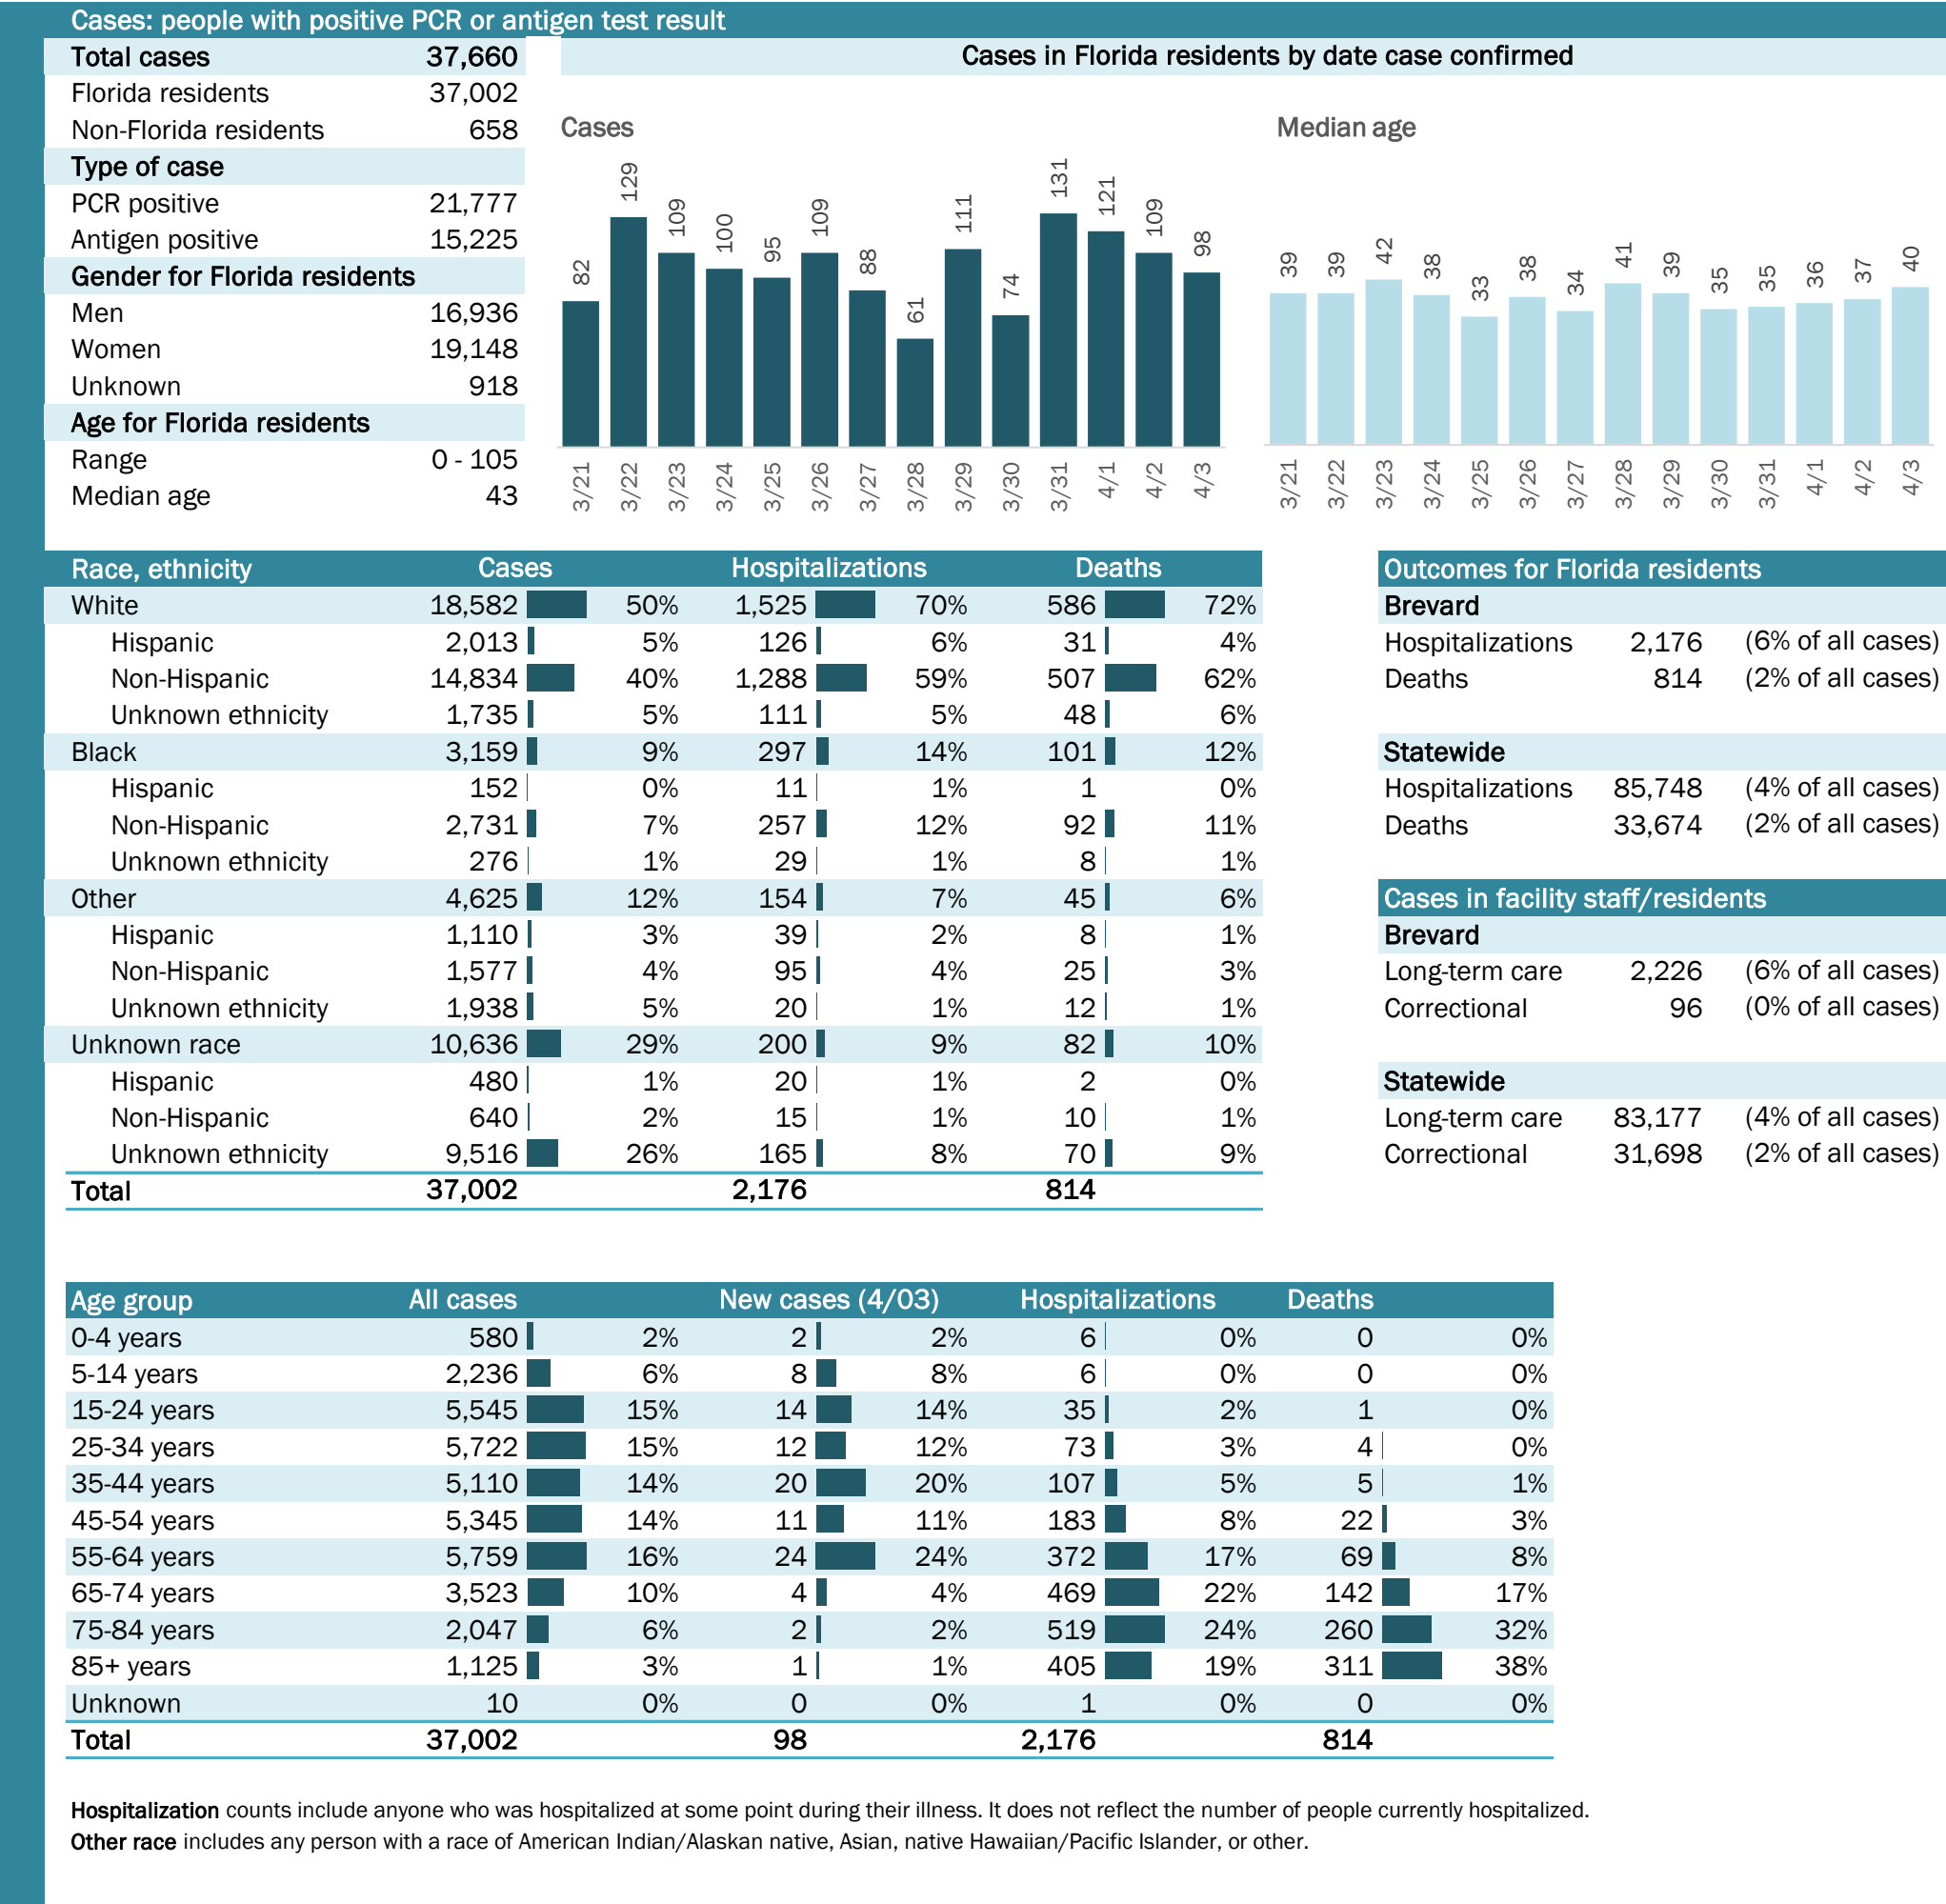 Cases: people with positive PCR or antigen test result
Total cases 37,660
Florida residents 37,002
Non-Florida residents 658
Type of case
PCR positive 21,777
Antigen positive 15,225
Gender for Florida residents
Men 16,936
Women 19,148
Unknown 918
Age for Florida residents
Range 0 - 105
Median age 43
Cases in Florida residents by date case confirmed
Cases
82 129 109 100 95 109 88 61 111 74 131 121 109 98
3/21 3/22 3/23 3/24 3/25 3/26 3/27 3/28 3/29 3/30 3/31 4/1 4/2 4/3
Median age
39 39 42 38 33 38 34 41 39 35 35 36 37 40
3/21 3/22 3/23 3/24 3/25 3/26 3/27 3/28 3/29 3/30 3/31 4/1 4/2 4/3
Race, ethnicity Cases Hospitalizations Deaths
White 18,582 50% 1,525 70% 586 72%
Hispanic 2,013 5% 126 6% 31 4%
Non-Hispanic 14,834 40% 1,288 59% 507 62%
Unknown ethnicity 1,735 5% 111 5% 48 6%
Black 3,159 9% 297 14% 101 12%
Hispanic 152 0% 11 1% 1 0%
Non-Hispanic 2,731 7% 257 12% 92 11%
Unknown ethnicity 276 1% 29 1% 8 1%
Other 4,625 12% 154 7% 45 6%
Hispanic 1,110 3% 39 2% 8 1%
Non-Hispanic 1,577 4% 95 4% 25 3%
Unknown ethnicity 1,938 5% 20 1% 12 1%
Unknown race 10,636 29% 200 9% 82 10%
Hispanic 480 1% 20 1% 2 0%
Non-Hispanic 640 2% 15 1% 10 1%
Unknown ethnicity 9,516 26% 165 8% 70 9%
Total 37,002 2,176 814
Outcomes for Florida residents
Brevard
Hospitalizations 2,176 (6% of all cases)
Deaths 814 (2% of all cases)
Statewide
Hospitalizations 85,748 (4% of all cases)
Deaths 33,674 (2% of all cases)
Cases in facility staff/residents
Brevard
Long-term care 2,226 (6% of all cases)
Correctional 96 (0% of all cases)
Statewide
Long-term care 83,177 (4% of all cases)
Correctional 31,698 (2% of all cases)
Age group All cases New cases (4/03) Hospitalizations Deaths
0-4 years 580 2% 2 2% 6 0% 0 0%
5-14 years 2,236 6% 8 8% 6 0% 0 0%
15-24 years 5,545 15% 14 14% 35 2% 1 0%
25-34 years 5,722 15% 12 12% 73 3% 4 0%
35-44 years 5,110 14% 20 20% 107 5% 5 1%
45-54 years 5,345 14% 11 11% 183 8% 22 3%
55-64 years 5,759 16% 24 24% 372 17% 69 8%
65-74 years 3,523 10% 4 4% 469 22% 142 17%
75-84 years 2,047 6% 2 2% 519 24% 260 32%
85+ years 1,125 3% 1 1% 405 19% 311 38%
Unknown 10 0% 0 0% 1 0% 0 0%
Total 37,002 98 2,176 814
Hospitalization counts include anyone who was hospitalized at some point during their illness. It does not reflect the number of people currently hospitalized.
Other race includes any person with a race of American Indian/Alaskan native, Asian, native Hawaiian/Pacific Islander, or other.